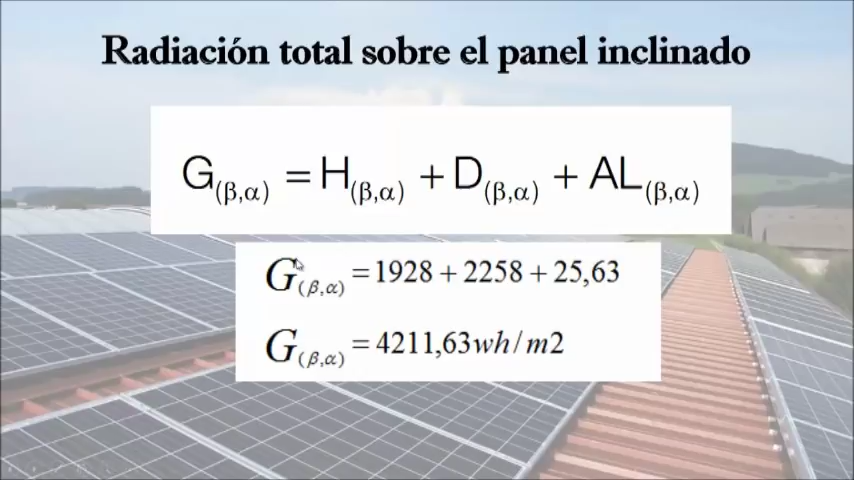 Radiación total sobre el panel inclinado
G(β,α) = H(β,α) + D(β,α) + AL(β,α)
G(β,α) = 1928 + 2258 + 25,63
G(β,α) = 4211,63wh/m2